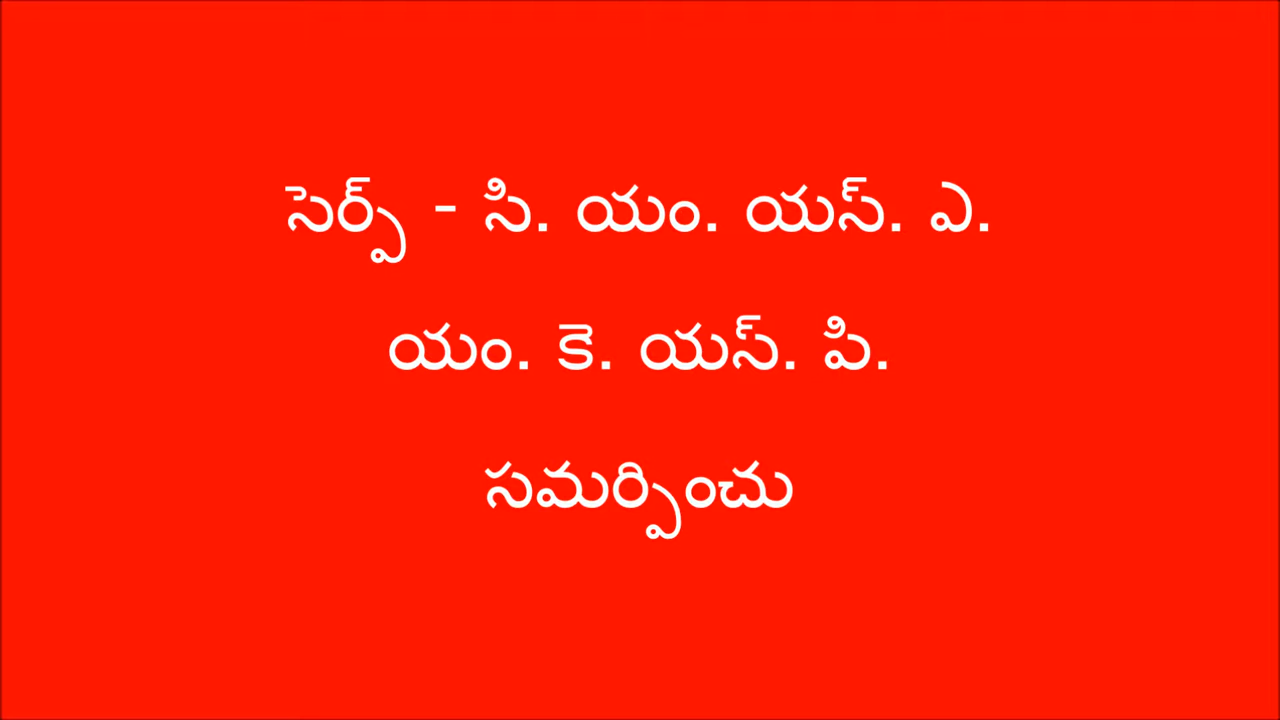 సెర్ప్ - సి. యం. యస్. ఎ.
యం. కె. యస్. పి.
సమర్పించు